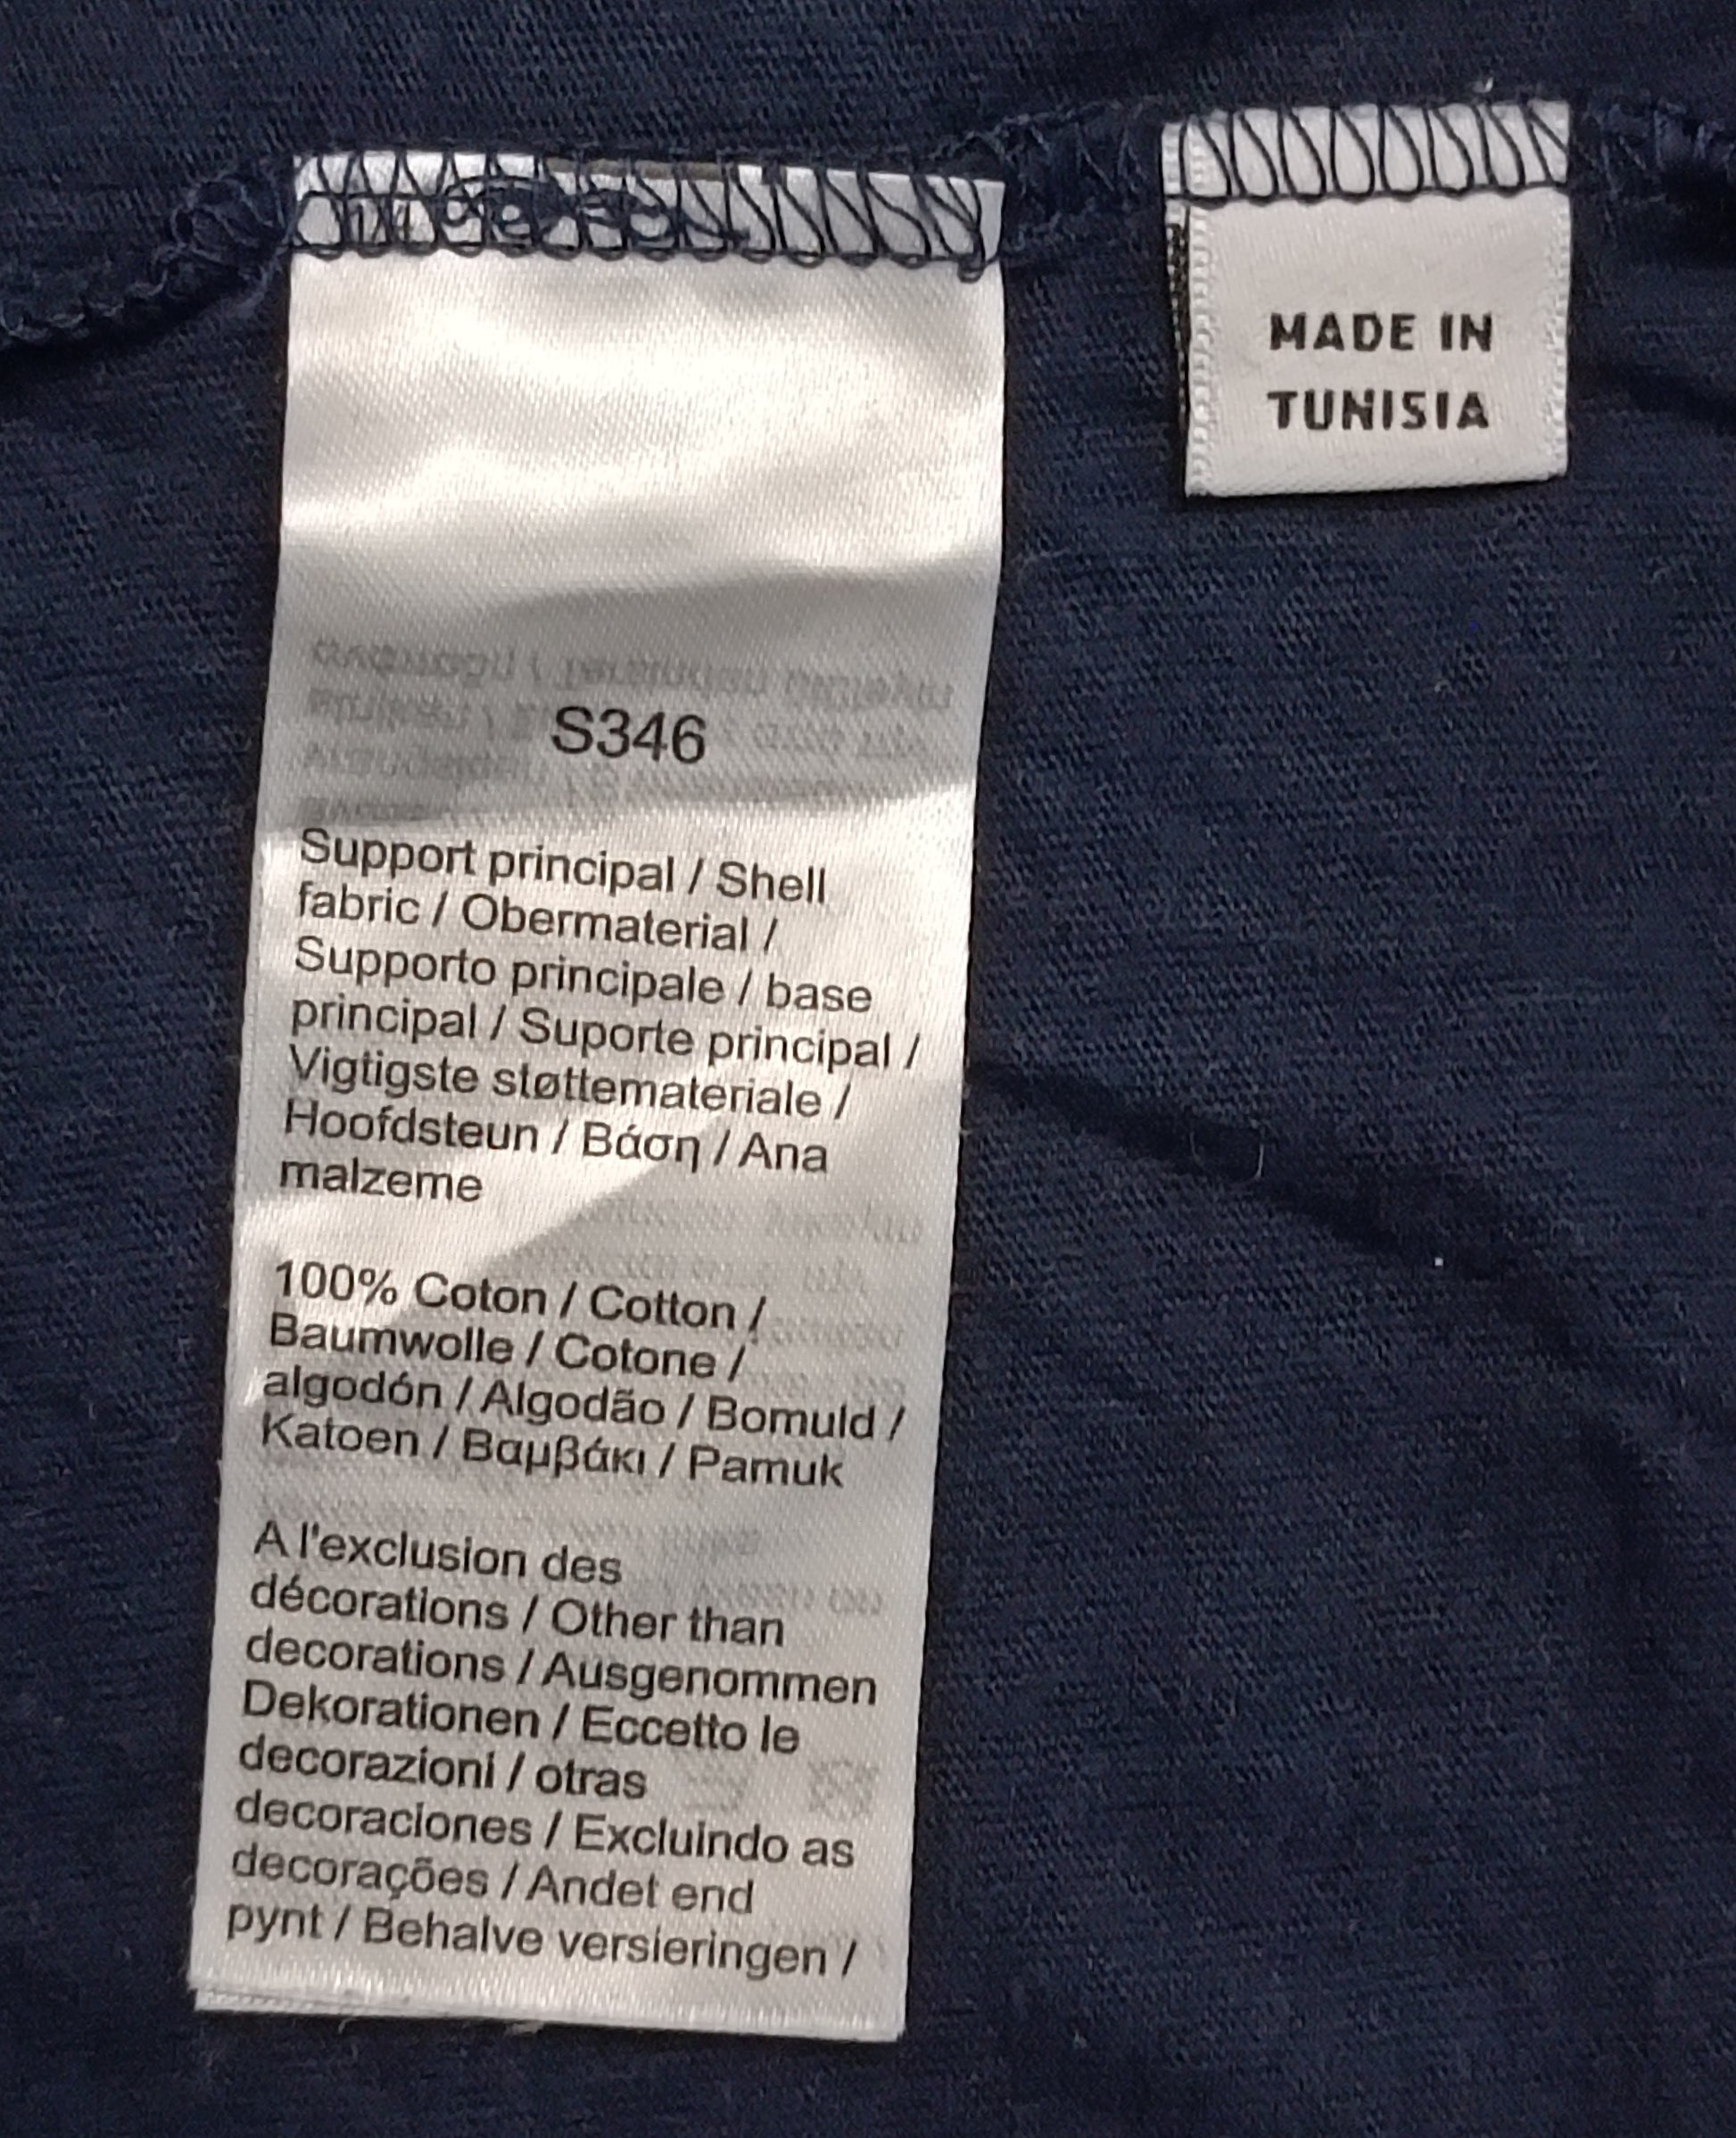 S346
Support principal / Shell
fabric / Obermaterial /
Supporto principale / base
principal / Suporte principal /
Vigtigste støttemateriale /
Hoofdsteun / Βάση / Ana
malzeme
100% Coton / Cotton /
Baumwolle / Cotone /
algodón / Algodão / Bomuld /
Katoen / Βαμβάκι / Pamuk
A l'exclusion des
décorations / Other than
decorations / Ausgenommen
Dekorationen / Eccetto le
decorazioni / otras
decoraciones / Excluindo as
decorações / Andet end
pynt / Behalve versieringen /
MADE IN
TUNISIA